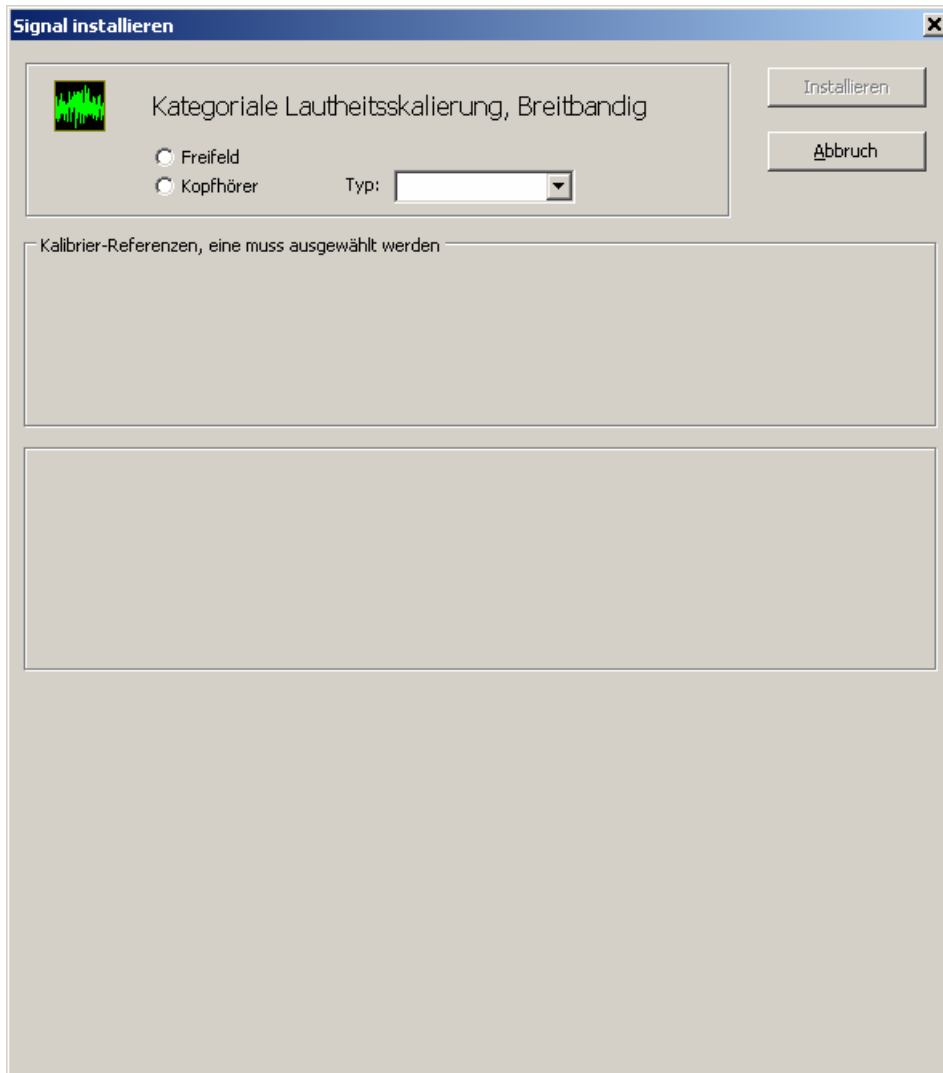 Signal installieren
Kategoriale Lautheitsskalierung, Breitbandig
Installieren
Abbruch
Freifeld
Kopfhörer Typ:
Kalibrier-Referenzen, eine muss ausgewählt werden